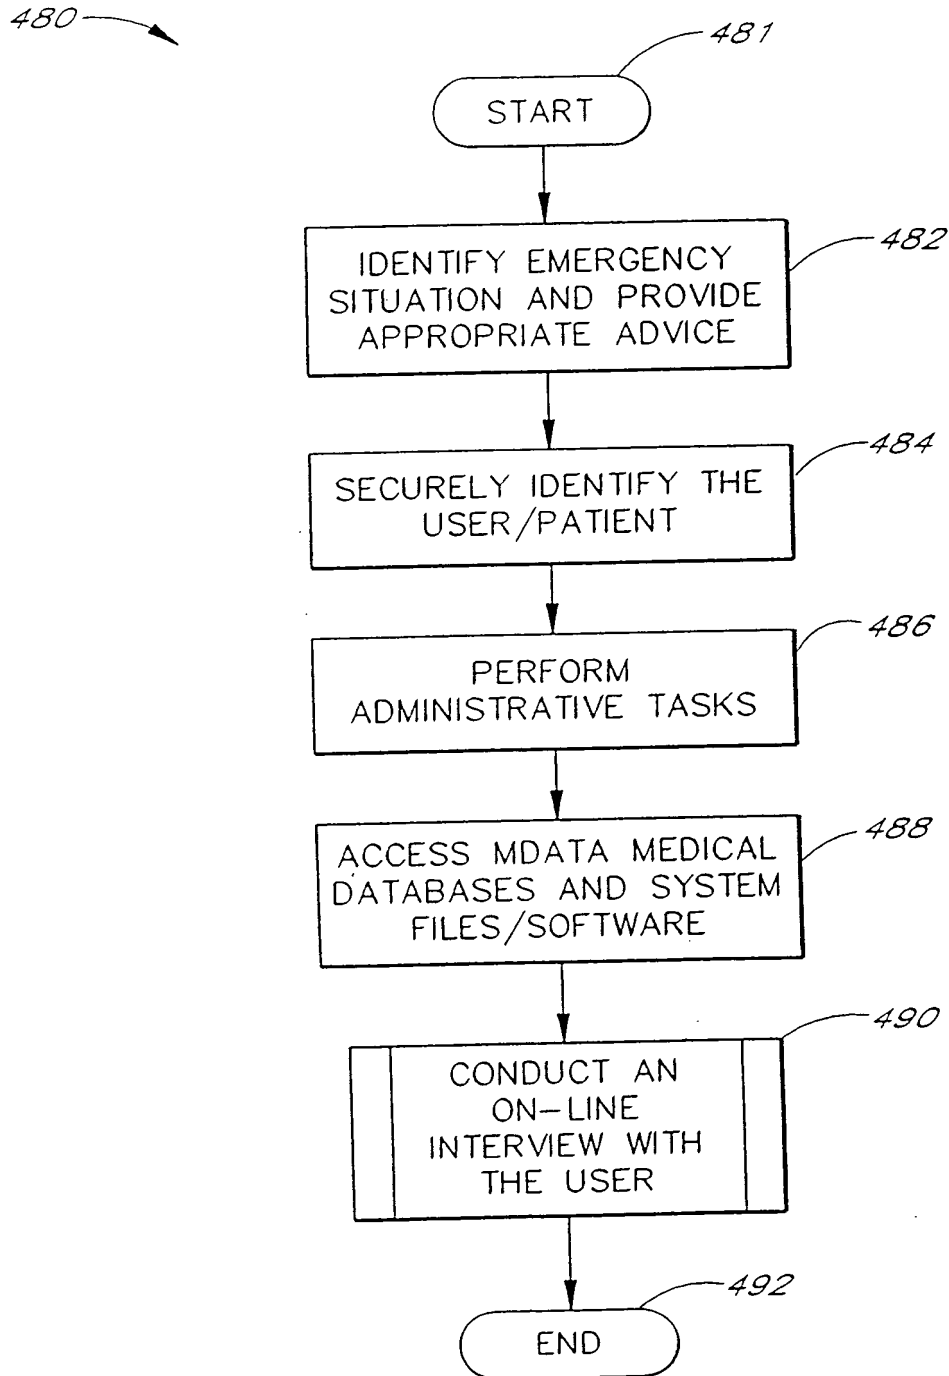 480
481
START
482
IDENTIFY EMERGENCY
SITUATION AND PROVIDE
APPROPRIATE ADVICE
484
SECURELY IDENTIFY THE
USER/PATIENT
486
PERFORM
ADMINISTRATIVE TASKS
488
ACCESS MDATA MEDICAL
DATABASES AND SYSTEM
FILES/SOFTWARE
490
CONDUCT AN
ON-LINE
INTERVIEW WITH
THE USER
492
END